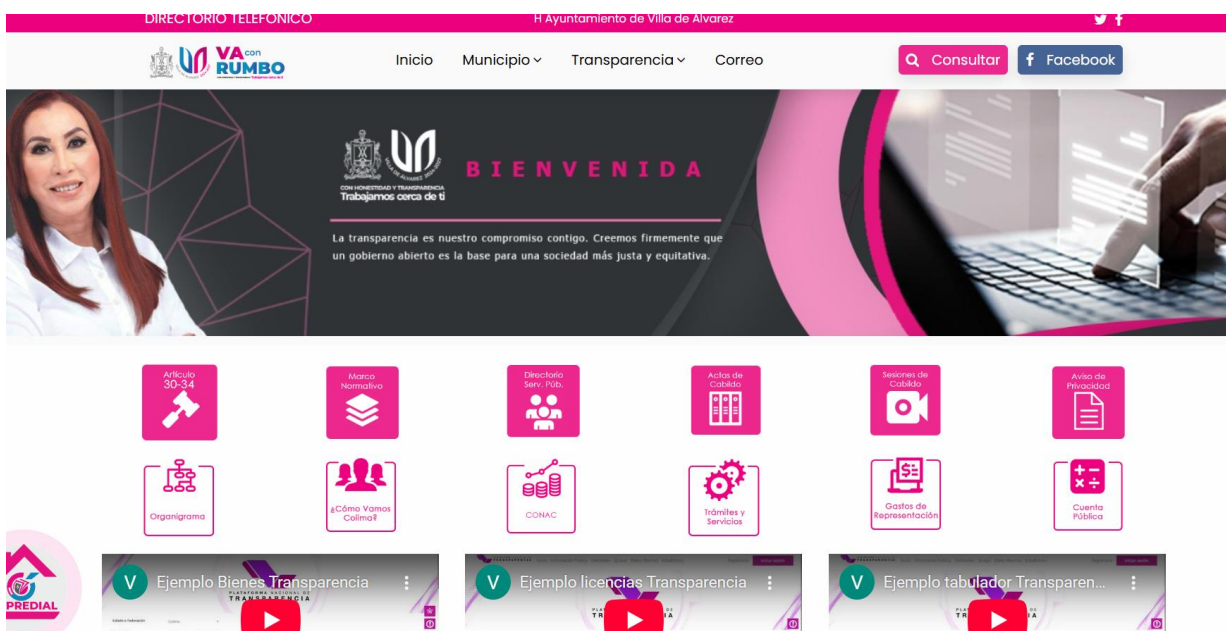 DIRECTORIO TELEFONICO
H Ayuntamiento de Villa de Alvarez
VA con
RUMBO
Inicio
Municipio
Transparencia
Correo
Consultar
Facebook
CON HONESTIDAD Y TRANSPARENCIA
Trabajamos cerca de ti
BIENVENIDA
La transparencia es nuestro compromiso contigo. Creemos firmemente que
un gobierno abierto es la base para una sociedad más justa y equitativa.
Artículo
30-34
Marco
Normativo
Directorio
Serv. Púb.
Actas de
Cabildo
Sesiones de
Cabildo
Aviso de
Privacidad
Organigrama
¿Cómo Vamos
Colima?
CONAC
Trámites y
Servicios
Gastos de
Representación
Cuenta
Pública
PREDIAL
V
Ejemplo Bienes Transparencia
PLATAFORMA NACIONAL DE
TRANSPARENCIA
V
Ejemplo licencias Transparencia
V
Ejemplo tabulador Transparen...